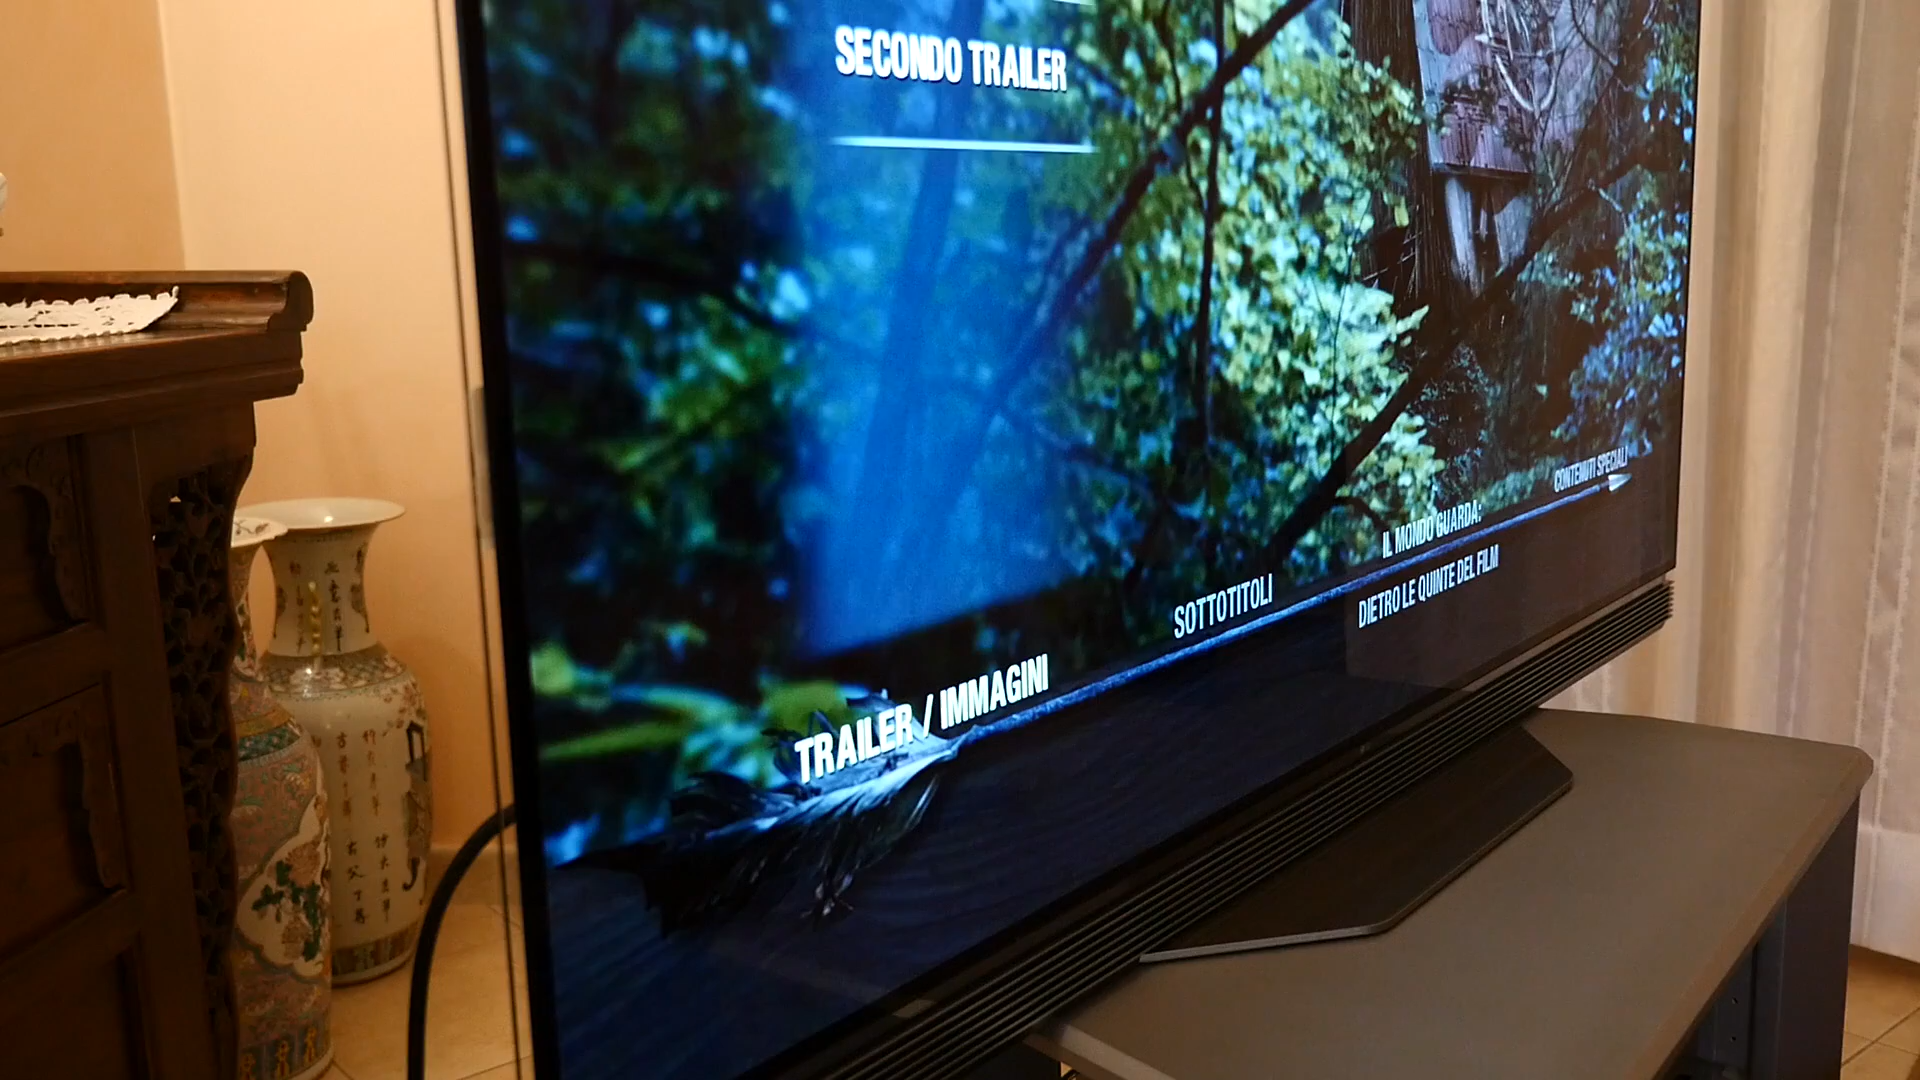 SECONDO TRAILER
TRAILER / IMMAGINI
SOTTOTITOLI
IL MONDO GUARDA:
DIETRO LE QUINTE DEL FILM
CONTENUTI SPECIALI